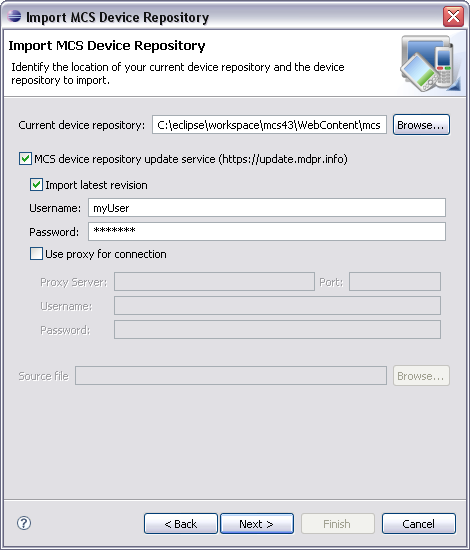 Import MCS Device Repository
Import MCS Device Repository
Identify the location of your current device repository and the device
repository to import.
Current device repository: C:\eclipse\workspace\mcs43\WebContent\mcs Browse...
MCS device repository update service (https://update.mdpr.info)
Import latest revision
Username: myUser
Password: *******
Use proxy for connection
Proxy Server: Port:
Username:
Password:
Source file Browse...
? < Back Next > Finish Cancel